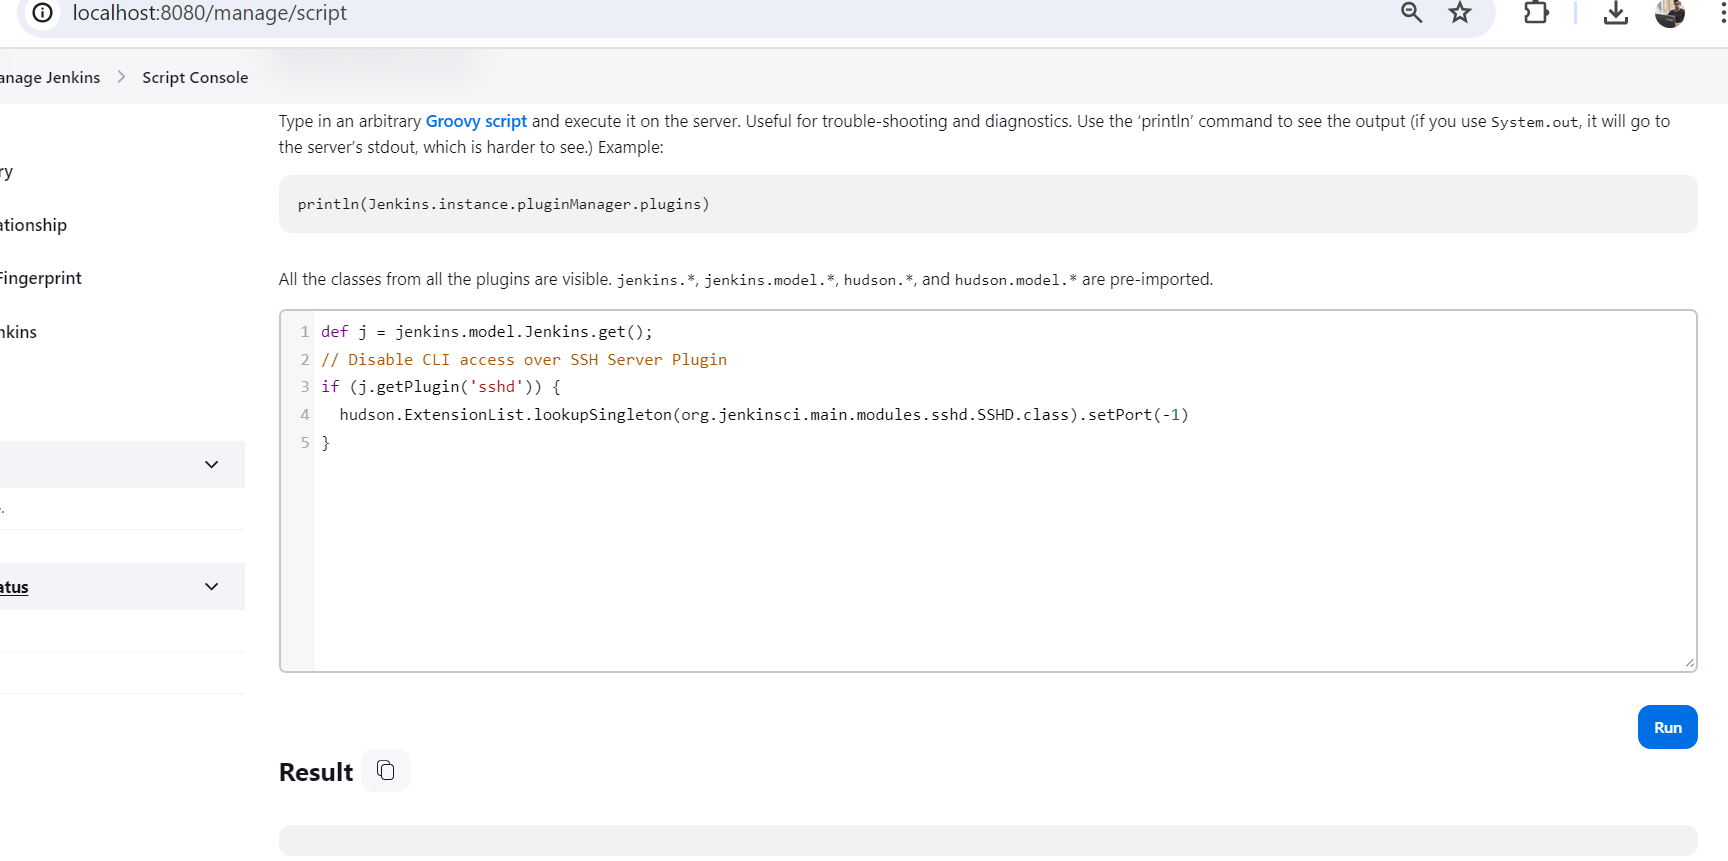 localhost:8080/manage/script
anage Jenkins > Script Console
Type in an arbitrary Groovy script and execute it on the server. Useful for trouble-shooting and diagnostics. Use the ‘println’ command to see the output (if you use System.out, it will go to
the server’s stdout, which is harder to see.) Example:
println(Jenkins.instance.pluginManager.plugins)
All the classes from all the plugins are visible. jenkins.*, jenkins.model.*, hudson.*, and hudson.model.* are pre-imported.
ry
ationship
Fingerprint
nkins
atus
1 def j = jenkins.model.Jenkins.get();
2 // Disable CLI access over SSH Server Plugin
3 if (j.getPlugin('sshd')) {
4 hudson.ExtensionList.lookupSingleton(org.jenkinsci.main.modules.sshd.SSHD.class).setPort(-1)
5 }
Run
Result